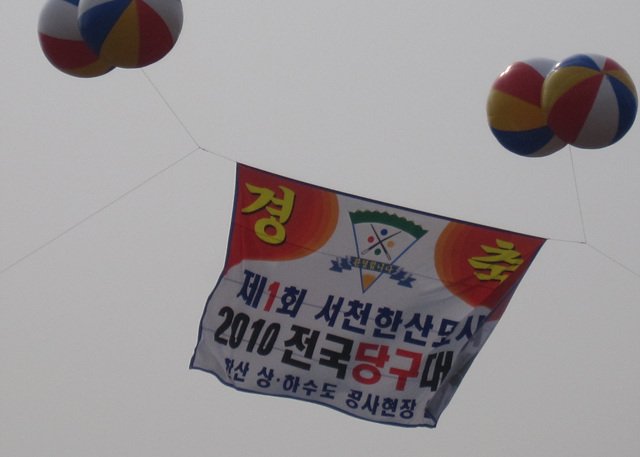 경 축
제1회 서천한산모시
2010 전국당구대
한산 상·하수도 공사현장